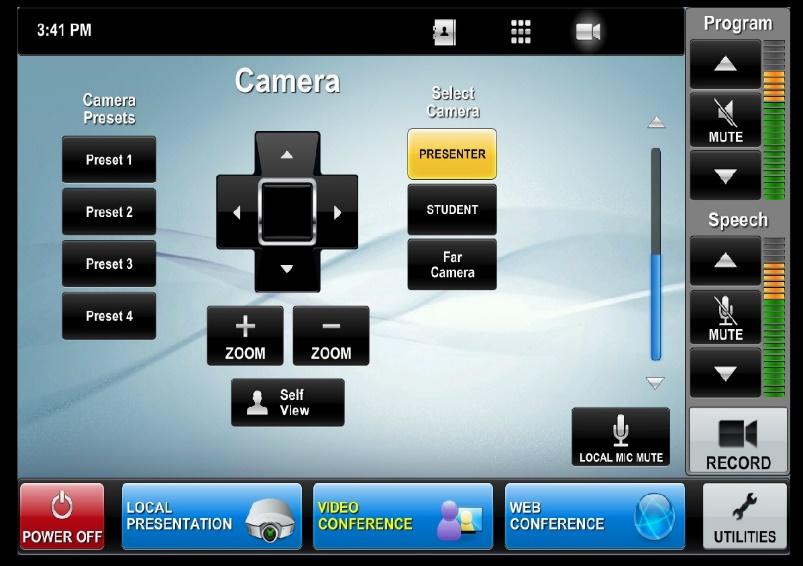 3:41 PM
Program
Camera
Camera
Presets
Select
Camera
Preset 1
Preset 2
Preset 3
Preset 4
PRESENTER
STUDENT
Far
Camera
ZOOM
ZOOM
Self
View
LOCAL MIC MUTE
MUTE
Speech
MUTE
RECORD
POWER OFF
LOCAL
PRESENTATION
VIDEO
CONFERENCE
WEB
CONFERENCE
UTILITIES